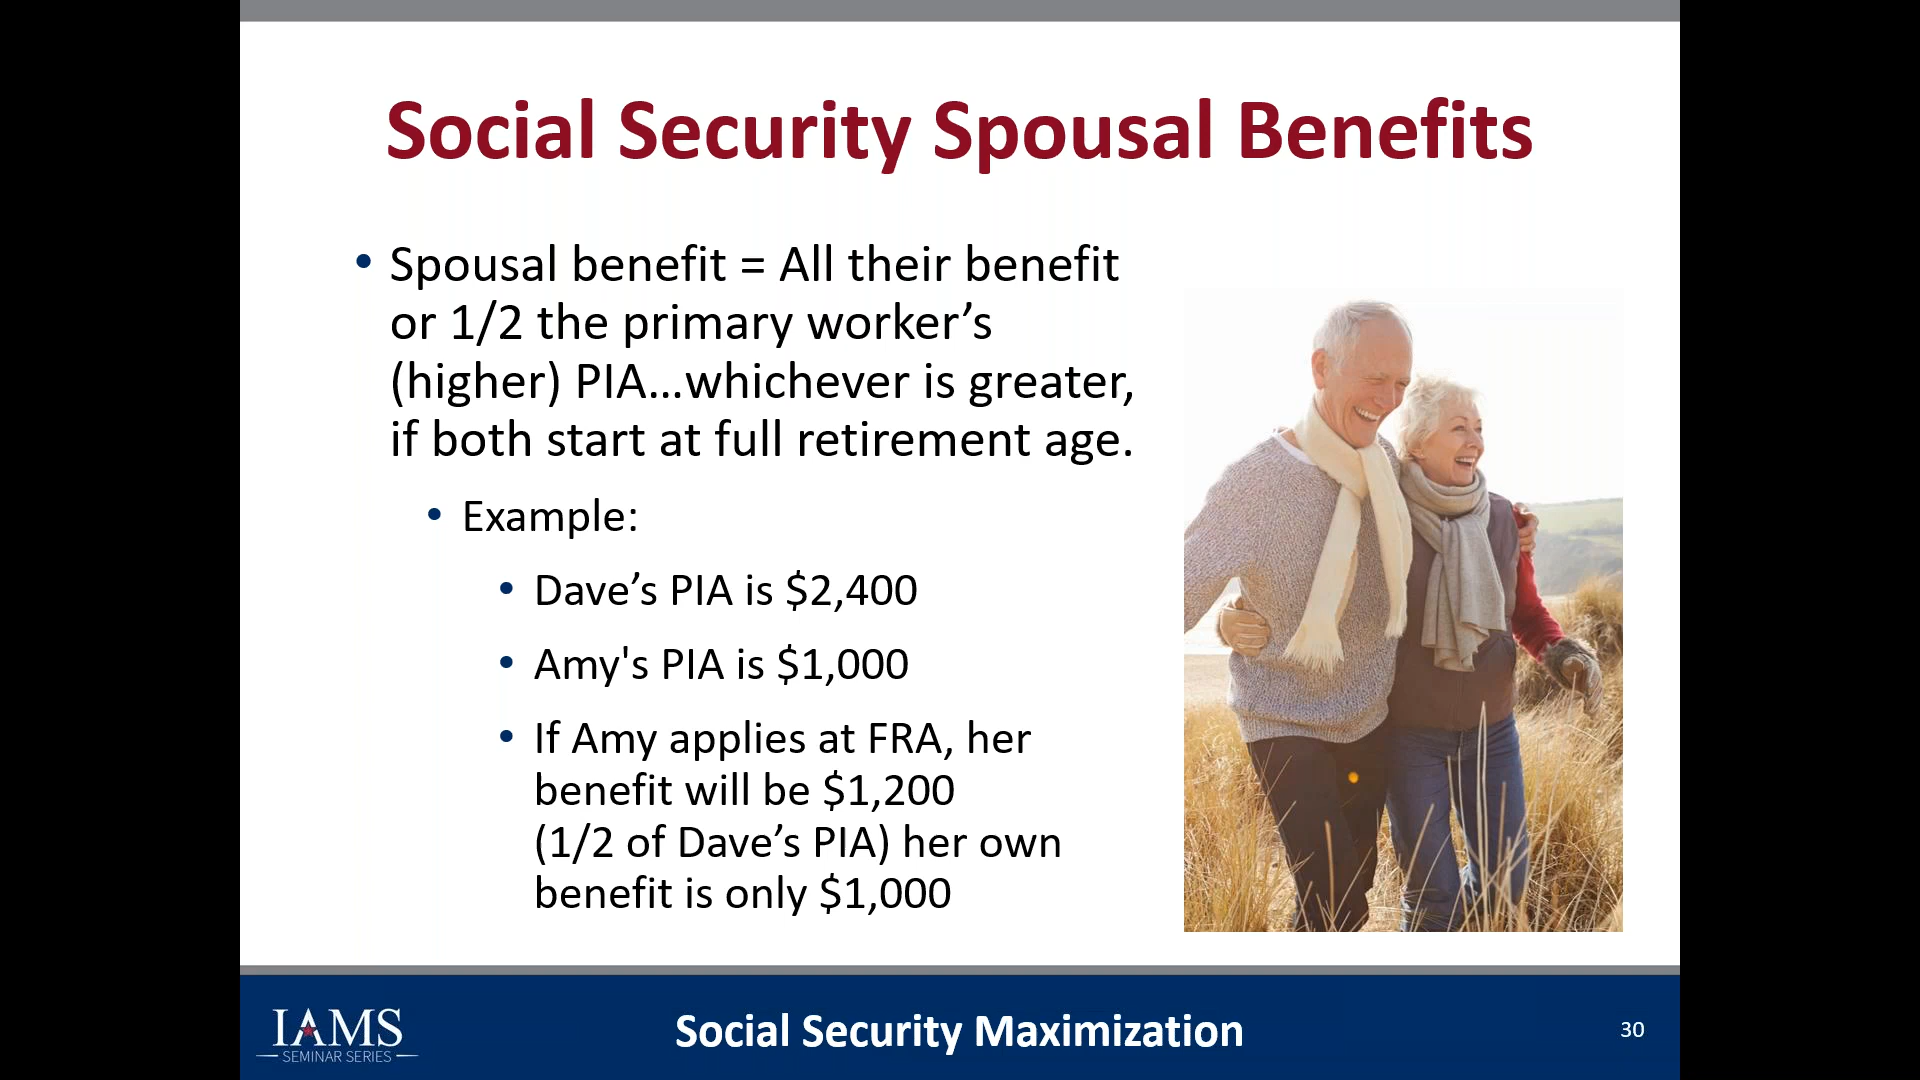 Social Security Spousal Benefits
• Spousal benefit = All their benefit
or 1/2 the primary worker’s
(higher) PIA...whichever is greater,
if both start at full retirement age.
• Example:
• Dave’s PIA is $2,400
• Amy's PIA is $1,000
• If Amy applies at FRA, her
benefit will be $1,200
(1/2 of Dave’s PIA) her own
benefit is only $1,000
IAMS
SEMINAR SERIES
Social Security Maximization
30